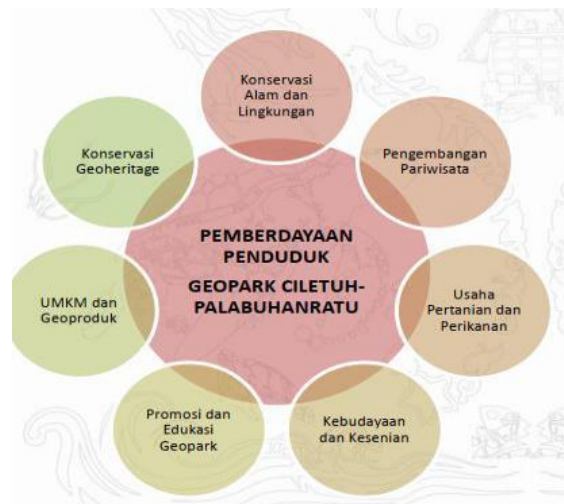 Konservasi
Alam dan
Lingkungan
Pengembangan
Pariwisata
Usaha
Pertanian dan
Perikanan
Kebudayaan
dan Kesenian
Promosi dan
Edukasi
Geopark
UMKM dan
Geoproduk
Konservasi
Geoheritage
PEMBERDAYAAN
PENDUDUK
GEOPARK CILETUH-
PALABUHANRATU